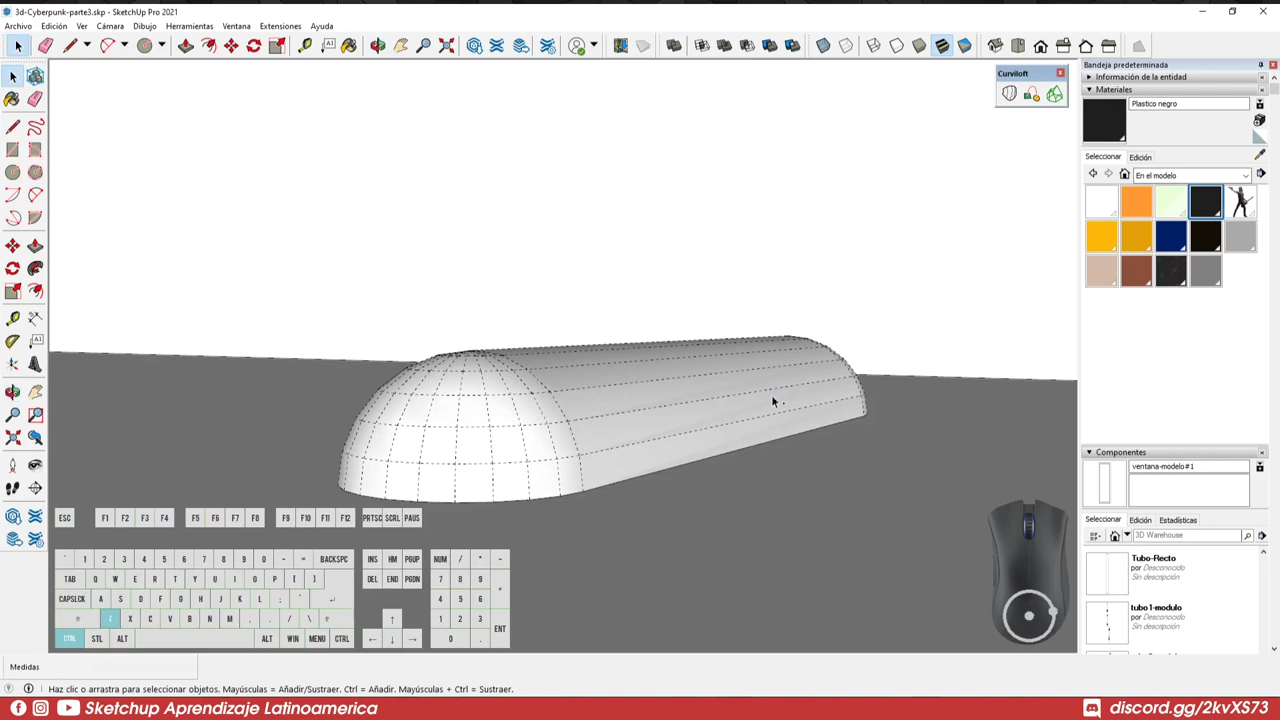 3d-Cyberpunk-parte3.skp - SketchUp Pro 2021
Archivo Edición Ver Cámara Dibujo Herramientas Ventana Extensiones Ayuda
Curviloft
Bandeja predeterminada
Información de la entidad
Materiales
Plastico negro
Seleccionar Edición
En el modelo
Componentes
ventana-modelo#1
Seleccionar Edición Estadísticas
3D Warehouse
Tubo-Recto
por Desconocido
Sin descripción
tubo 1-modulo
por Desconocido
Sin descripción
ESC F1 F2 F3 F4 F5 F6 F7 F8 F9 F10 F11 F12 PRTSC SCRL PAUS
` 1 2 3 4 5 6 7 8 9 0 - = BACKSPC INS HM PGUP NUM / * -
TAB Q W E R T Y U I O P [ ] DEL END PGDN 7 8 9 +
CAPSLCK A S D F G H J K L ; ' 4 5 6
Z X C V B N M , . / \ 1 2 3 ENT
CTRL STL ALT ALT WIN MENU CTRL 0 .
Medidas
Haz clic o arrastra para seleccionar objetos. Mayúsculas = Añadir/Sustraer. Ctrl = Añadir. Mayúsculas + Ctrl = Sustraer.
Sketchup Aprendizaje Latinoamerica
discord.gg/2kvXS73